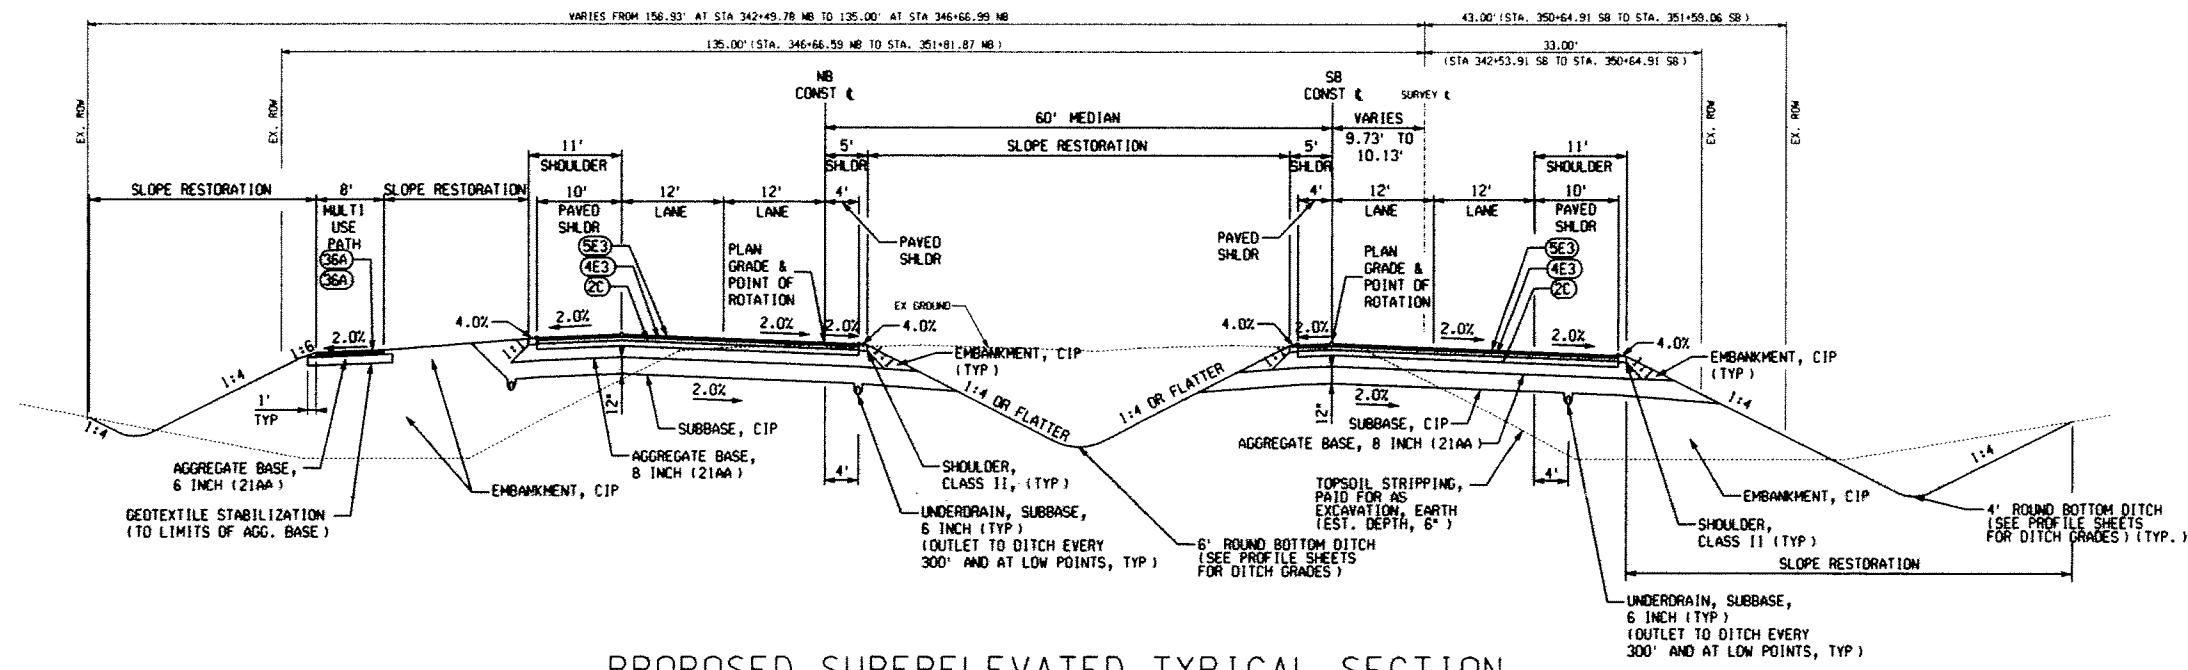 VARIES FROM 156.93' AT STA 342+49.78 NB TO 135.00' AT STA 346+66.99 NB
43.00' (STA. 350+64.91 SB TO STA. 351+59.06 SB )
135.00' (STA. 346+66.59 NB TO STA. 351+81.87 NB )
33.00'
(STA 342+53.91 SB TO STA. 350+64.91 SB )
NB
CONST ℄
SB
CONST ℄
SURVEY ℄
EX. ROW
EX. ROW
EX. ROW
EX. ROW
60' MEDIAN
VARIES
9.73' TO
10.13'
11'
SHOULDER
5'
SHLDR
SLOPE RESTORATION
5'
SHLDR
11'
SHOULDER
SLOPE RESTORATION
8'
MULTI
USE
PATH
SLOPE RESTORATION
10'
PAVED
SHLDR
12'
LANE
12'
LANE
4'
4'
12'
LANE
12'
LANE
10'
PAVED
SHLDR
36A
36A
5E3
4E3
2C
PLAN
GRADE &
POINT OF
ROTATION
PAVED
SHLDR
PAVED
SHLDR
PLAN
GRADE &
POINT OF
ROTATION
5E3
4E3
2C
EX GROUND
4.0%
2.0%
2.0%
2.0%
4.0%
4.0%
2.0%
2.0%
2.0%
4.0%
1:6
2.0%
1:1
1:1
1:1
1:1
EMBANKMENT, CIP
(TYP)
EMBANKMENT, CIP
(TYP)
1:4
1:4
1'
TYP
12"
2.0%
1:4 OR FLATTER
1:4 OR FLATTER
12"
2.0%
1:4
1:4
SUBBASE, CIP
SUBBASE, CIP
AGGREGATE BASE, 8 INCH (21AA)
AGGREGATE BASE,
6 INCH (21AA)
AGGREGATE BASE,
8 INCH (21AA)
EMBANKMENT, CIP
GEOTEXTILE STABILIZATION
(TO LIMITS OF AGG. BASE )
4'
SHOULDER,
CLASS II, (TYP)
UNDERDRAIN, SUBBASE,
6 INCH (TYP)
(OUTLET TO DITCH EVERY
300' AND AT LOW POINTS, TYP )
6' ROUND BOTTOM DITCH
(SEE PROFILE SHEETS
FOR DITCH GRADES )
TOPSOIL STRIPPING,
PAID FOR AS
EXCAVATION, EARTH
(EST. DEPTH, 6" )
4'
EMBANKMENT, CIP
SHOULDER,
CLASS II (TYP)
4' ROUND BOTTOM DITCH
(SEE PROFILE SHEETS
FOR DITCH GRADES ) (TYP. )
SLOPE RESTORATION
UNDERDRAIN, SUBBASE,
6 INCH (TYP)
(OUTLET TO DITCH EVERY
300' AND AT LOW POINTS, TYP )
PROPOSED SUPERELEVATED TYPICAL SECTION